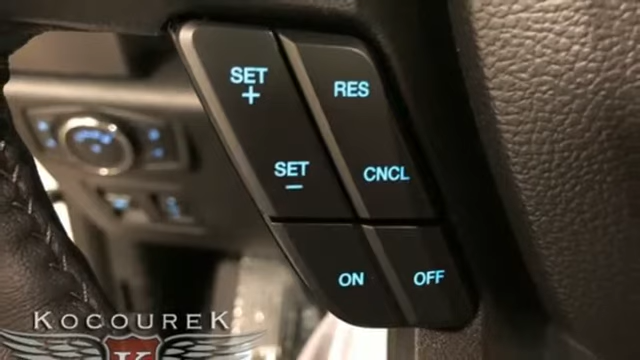 SET
+
RES
SET
−
CNCL
ON
OFF
KOCOUREK
K